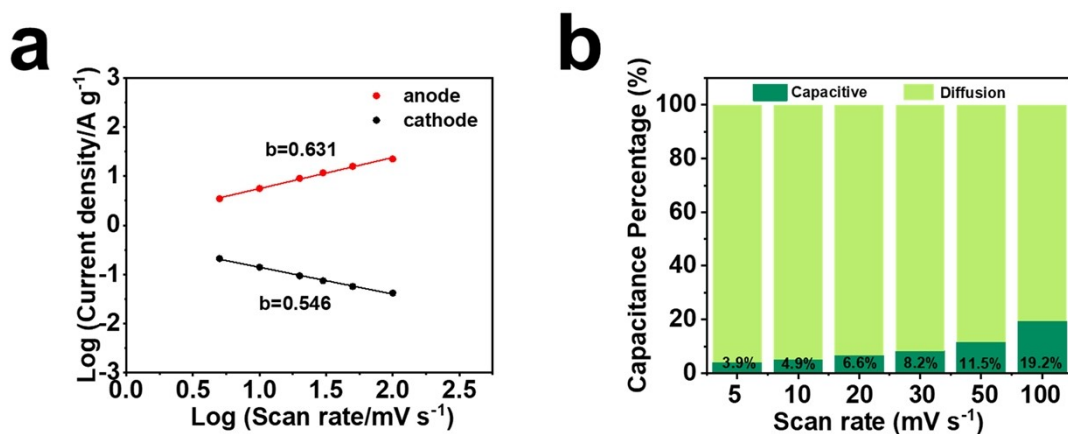 a
Log (Current density/A g⁻¹)
3
2
1
0
-1
-2
-3
anode
cathode
b=0.631
b=0.546
0.0 0.5 1.0 1.5 2.0 2.5
Log (Scan rate/mV s⁻¹)
b
Capacitance Percentage (%)
Capacitive Diffusion
100
80
60
40
20
0
3.9% 4.9% 6.6% 8.2% 11.5% 19.2%
5 10 20 30 50 100
Scan rate (mV s⁻¹)